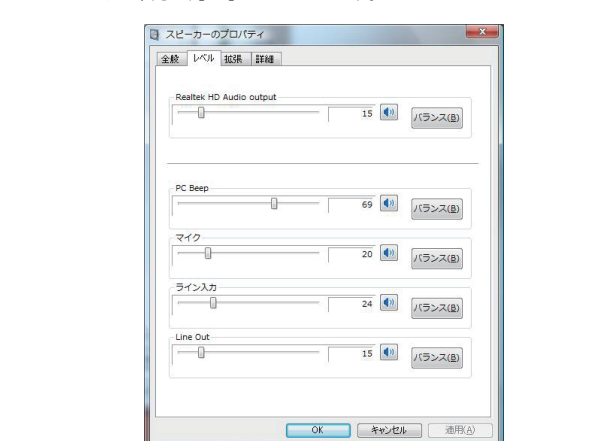 スピーカーのプロパティ
全般 レベル 拡張 詳細
Realtek HD Audio output
15 バランス(B)
PC Beep
69 バランス(B)
マイク
20 バランス(B)
ライン入力
24 バランス(B)
Line Out
15 バランス(B)
OK キャンセル 適用(A)